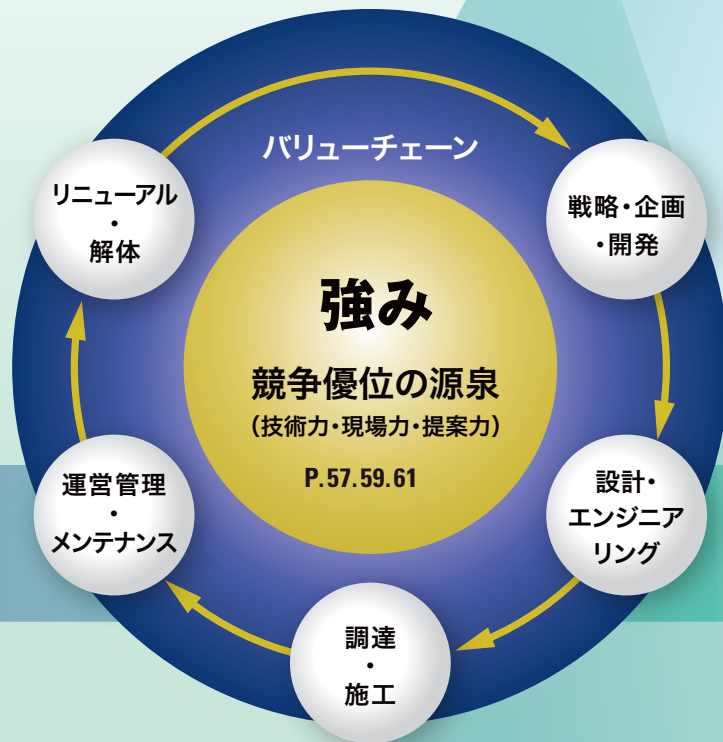 バリューチェーン
強み
競争優位の源泉
（技術力・現場力・提案力）
P.57.59.61
戦略・企画
・開発
設計・
エンジニア
リング
調達
・
施工
運営管理
・
メンテナンス
リニューアル
・
解体